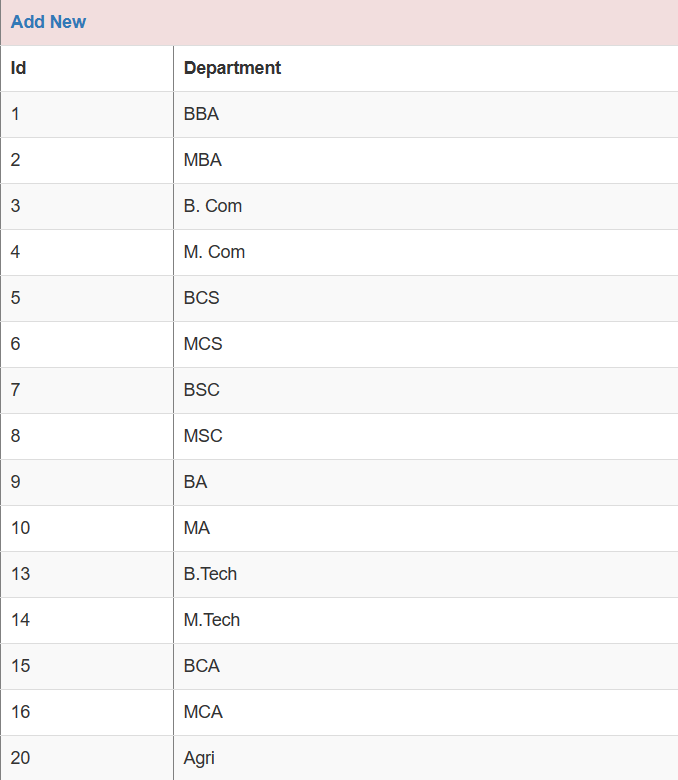 Add New
Id Department
1 BBA
2 MBA
3 B. Com
4 M. Com
5 BCS
6 MCS
7 BSC
8 MSC
9 BA
10 MA
13 B.Tech
14 M.Tech
15 BCA
16 MCA
20 Agri